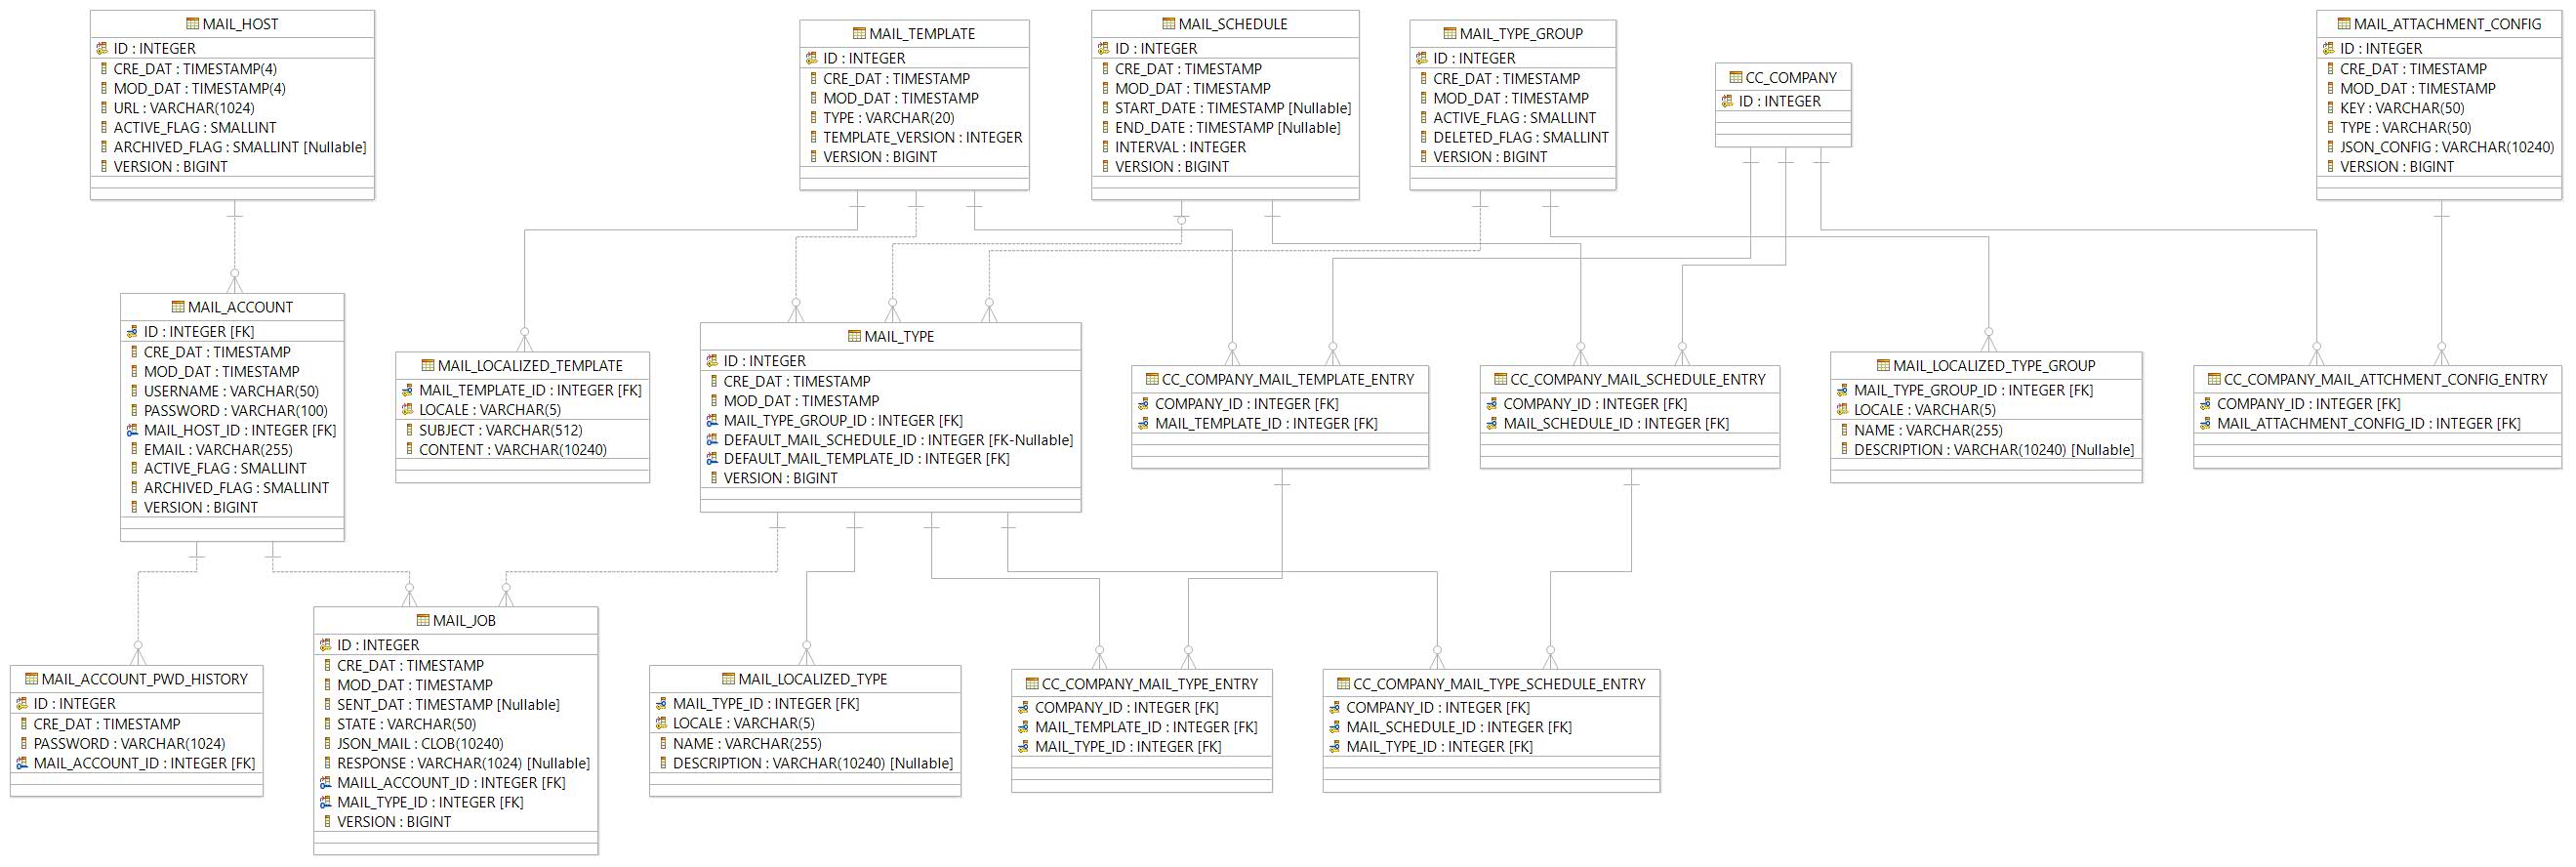 MAIL_HOST
ID : INTEGER
CRE_DAT : TIMESTAMP(4)
MOD_DAT : TIMESTAMP(4)
URL : VARCHAR(1024)
ACTIVE_FLAG : SMALLINT
ARCHIVED_FLAG : SMALLINT [Nullable]
VERSION : BIGINT
MAIL_TEMPLATE
ID : INTEGER
CRE_DAT : TIMESTAMP
MOD_DAT : TIMESTAMP
TYPE : VARCHAR(20)
TEMPLATE_VERSION : INTEGER
VERSION : BIGINT
MAIL_SCHEDULE
ID : INTEGER
CRE_DAT : TIMESTAMP
MOD_DAT : TIMESTAMP
START_DATE : TIMESTAMP [Nullable]
END_DATE : TIMESTAMP [Nullable]
INTERVAL : INTEGER
VERSION : BIGINT
MAIL_TYPE_GROUP
ID : INTEGER
CRE_DAT : TIMESTAMP
MOD_DAT : TIMESTAMP
ACTIVE_FLAG : SMALLINT
DELETED_FLAG : SMALLINT
VERSION : BIGINT
CC_COMPANY
ID : INTEGER
MAIL_ATTACHMENT_CONFIG
ID : INTEGER
CRE_DAT : TIMESTAMP
MOD_DAT : TIMESTAMP
KEY : VARCHAR(50)
TYPE : VARCHAR(50)
JSON_CONFIG : VARCHAR(10240)
VERSION : BIGINT
MAIL_ACCOUNT
ID : INTEGER [FK]
CRE_DAT : TIMESTAMP
MOD_DAT : TIMESTAMP
USERNAME : VARCHAR(50)
PASSWORD : VARCHAR(100)
MAIL_HOST_ID : INTEGER [FK]
EMAIL : VARCHAR(255)
ACTIVE_FLAG : SMALLINT
ARCHIVED_FLAG : SMALLINT
VERSION : BIGINT
MAIL_LOCALIZED_TEMPLATE
MAIL_TEMPLATE_ID : INTEGER [FK]
LOCALE : VARCHAR(5)
SUBJECT : VARCHAR(512)
CONTENT : VARCHAR(10240)
MAIL_TYPE
ID : INTEGER
CRE_DAT : TIMESTAMP
MOD_DAT : TIMESTAMP
MAIL_TYPE_GROUP_ID : INTEGER [FK]
DEFAULT_MAIL_SCHEDULE_ID : INTEGER [FK-Nullable]
DEFAULT_MAIL_TEMPLATE_ID : INTEGER [FK]
VERSION : BIGINT
CC_COMPANY_MAIL_TEMPLATE_ENTRY
COMPANY_ID : INTEGER [FK]
MAIL_TEMPLATE_ID : INTEGER [FK]
CC_COMPANY_MAIL_SCHEDULE_ENTRY
COMPANY_ID : INTEGER [FK]
MAIL_SCHEDULE_ID : INTEGER [FK]
MAIL_LOCALIZED_TYPE_GROUP
MAIL_TYPE_GROUP_ID : INTEGER [FK]
LOCALE : VARCHAR(5)
NAME : VARCHAR(255)
DESCRIPTION : VARCHAR(10240) [Nullable]
CC_COMPANY_MAIL_ATTCHMENT_CONFIG_ENTRY
COMPANY_ID : INTEGER [FK]
MAIL_ATTACHMENT_CONFIG_ID : INTEGER [FK]
MAIL_ACCOUNT_PWD_HISTORY
ID : INTEGER
CRE_DAT : TIMESTAMP
PASSWORD : VARCHAR(1024)
MAIL_ACCOUNT_ID : INTEGER [FK]
MAIL_JOB
ID : INTEGER
CRE_DAT : TIMESTAMP
MOD_DAT : TIMESTAMP
SENT_DAT : TIMESTAMP [Nullable]
STATE : VARCHAR(50)
JSON_MAIL : CLOB(10240)
RESPONSE : VARCHAR(1024) [Nullable]
MAILL_ACCOUNT_ID : INTEGER [FK]
MAIL_TYPE_ID : INTEGER [FK]
VERSION : BIGINT
MAIL_LOCALIZED_TYPE
MAIL_TYPE_ID : INTEGER [FK]
LOCALE : VARCHAR(5)
NAME : VARCHAR(255)
DESCRIPTION : VARCHAR(10240) [Nullable]
CC_COMPANY_MAIL_TYPE_ENTRY
COMPANY_ID : INTEGER [FK]
MAIL_TEMPLATE_ID : INTEGER [FK]
MAIL_TYPE_ID : INTEGER [FK]
CC_COMPANY_MAIL_TYPE_SCHEDULE_ENTRY
COMPANY_ID : INTEGER [FK]
MAIL_SCHEDULE_ID : INTEGER [FK]
MAIL_TYPE_ID : INTEGER [FK]